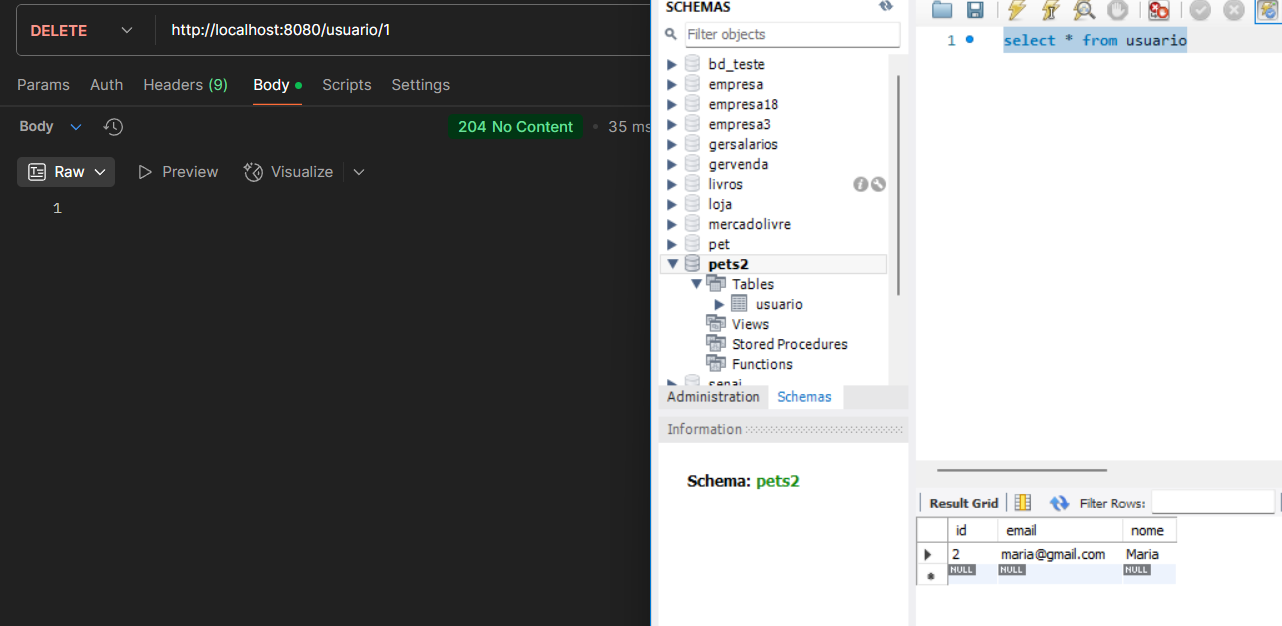 DELETE http://localhost:8080/usuario/1
Params Auth Headers (9) Body Scripts Settings
Body 204 No Content 35 ms
Raw Preview Visualize
1
SCHEMAS
Filter objects
bd_teste
empresa
empresa18
empresa3
gersalarios
gervenda
livros
loja
mercadolivre
pet
pets2
Tables
usuario
Views
Stored Procedures
Functions
senai
Administration Schemas
Information
Schema: pets2
1 select * from usuario
Result Grid Filter Rows:
id email nome
2 maria@gmail.com Maria
NULL NULL NULL